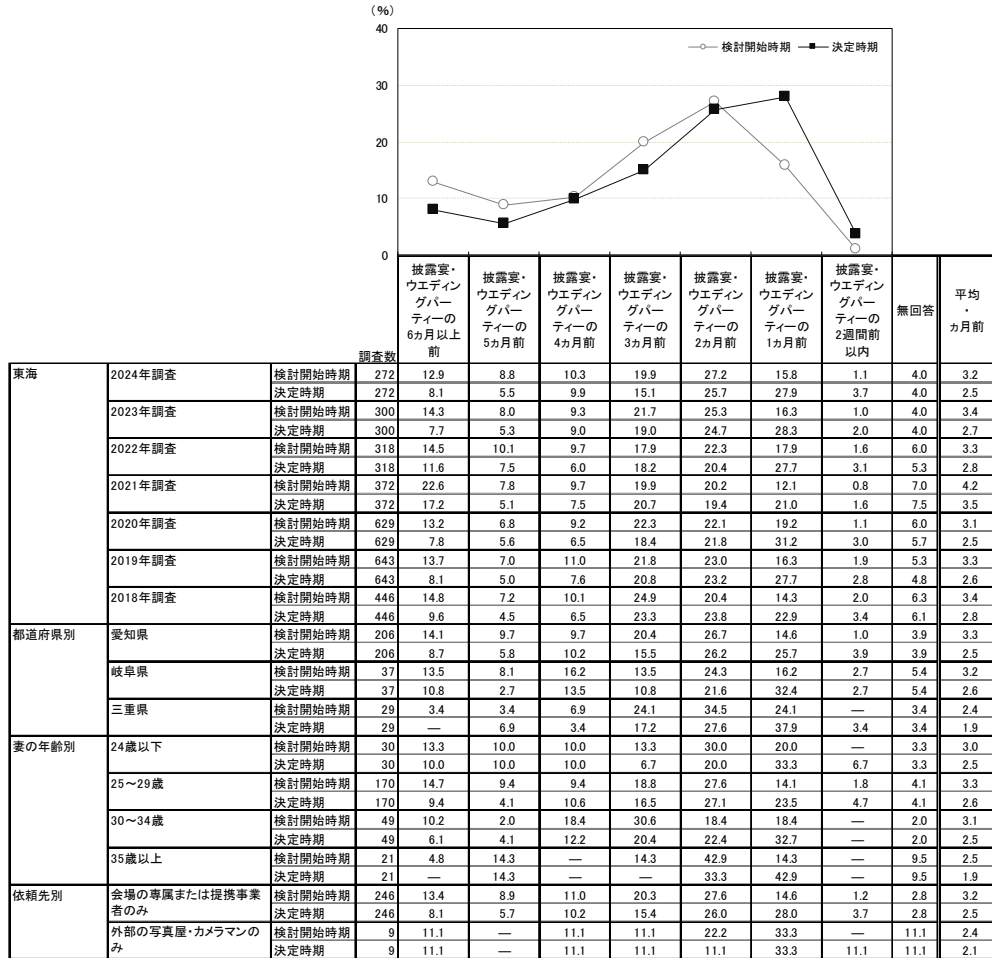 （%）
40
30
20
10
0
検討開始時期 決定時期
調査数 披露宴・ウエディングパーティーの6ヵ月以上前 披露宴・ウエディングパーティーの5ヵ月前 披露宴・ウエディングパーティーの4ヵ月前 披露宴・ウエディングパーティーの3ヵ月前 披露宴・ウエディングパーティーの2ヵ月前 披露宴・ウエディングパーティーの1ヵ月前 披露宴・ウエディングパーティーの2週間前以内 無回答 平均・ヵ月前
東海 2024年調査 検討開始時期 272 12.9 8.8 10.3 19.9 27.2 15.8 1.1 4.0 3.2
決定時期 272 8.1 5.5 9.9 15.1 25.7 27.9 3.7 4.0 2.5
2023年調査 検討開始時期 300 14.3 8.0 9.3 21.7 25.3 16.3 1.0 4.0 3.4
決定時期 300 7.7 5.3 9.0 19.0 24.7 28.3 2.0 4.0 2.7
2022年調査 検討開始時期 318 14.5 10.1 9.7 17.9 22.3 17.9 1.6 6.0 3.3
決定時期 318 11.6 7.5 6.0 18.2 20.4 27.7 3.1 5.3 2.8
2021年調査 検討開始時期 372 22.6 7.8 9.7 19.9 20.2 12.1 0.8 7.0 4.2
決定時期 372 17.2 5.1 7.5 20.7 19.4 21.0 1.6 7.5 3.5
2020年調査 検討開始時期 629 13.2 6.8 9.2 22.3 22.1 19.2 1.1 6.0 3.1
決定時期 629 7.8 5.6 6.5 18.4 21.8 31.2 3.0 5.7 2.5
2019年調査 検討開始時期 643 13.7 7.0 11.0 21.8 23.0 16.3 1.9 5.3 3.3
決定時期 643 8.1 5.0 7.6 20.8 23.2 27.7 2.8 4.8 2.6
2018年調査 検討開始時期 446 14.8 7.2 10.1 24.9 20.4 14.3 2.0 6.3 3.4
決定時期 446 9.6 4.5 6.5 23.3 23.8 22.9 3.4 6.1 2.8
都道府県別 愛知県 検討開始時期 206 14.1 9.7 9.7 20.4 26.7 14.6 1.0 3.9 3.3
決定時期 206 8.7 5.8 10.2 15.5 26.2 25.7 3.9 3.9 2.5
岐阜県 検討開始時期 37 13.5 8.1 16.2 13.5 24.3 16.2 2.7 5.4 3.2
決定時期 37 10.8 2.7 13.5 10.8 21.6 32.4 2.7 5.4 2.6
三重県 検討開始時期 29 3.4 3.4 6.9 24.1 34.5 24.1 — 3.4 2.4
決定時期 29 — 6.9 3.4 17.2 27.6 37.9 3.4 3.4 1.9
妻の年齢別 24歳以下 検討開始時期 30 13.3 10.0 10.0 13.3 30.0 20.0 — 3.3 3.0
決定時期 30 10.0 10.0 10.0 6.7 20.0 33.3 6.7 3.3 2.5
25～29歳 検討開始時期 170 14.7 9.4 9.4 18.8 27.6 14.1 1.8 4.1 3.3
決定時期 170 9.4 4.1 10.6 16.5 27.1 23.5 4.7 4.1 2.6
30～34歳 検討開始時期 49 10.2 2.0 18.4 30.6 18.4 18.4 — 2.0 3.1
決定時期 49 6.1 4.1 12.2 20.4 22.4 32.7 — 2.0 2.5
35歳以上 検討開始時期 21 4.8 14.3 — 14.3 42.9 14.3 — 9.5 2.5
決定時期 21 — 14.3 — — 33.3 42.9 — 9.5 1.9
依頼先別 会場の専属または提携事業者のみ 検討開始時期 246 13.4 8.9 11.0 20.3 27.6 14.6 1.2 2.8 3.2
決定時期 246 8.1 5.7 10.2 15.4 26.0 28.0 3.7 2.8 2.5
外部の写真屋・カメラマンのみ 検討開始時期 9 11.1 — 11.1 11.1 22.2 33.3 — 11.1 2.4
決定時期 9 11.1 — 11.1 11.1 11.1 33.3 11.1 11.1 2.1